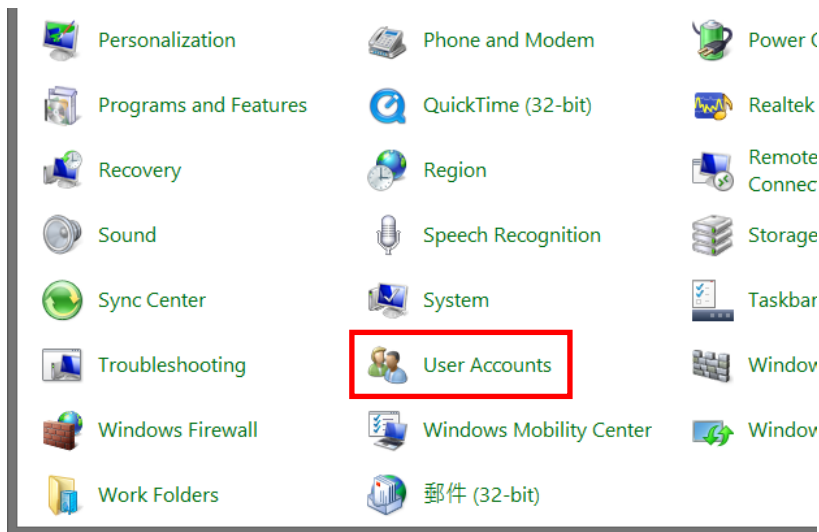 Personalization
Phone and Modem
Power
Programs and Features
QuickTime (32-bit)
Realtek
Recovery
Region
Remote
Connec
Sound
Speech Recognition
Storage
Sync Center
System
Taskbar
Troubleshooting
User Accounts
Window
Windows Firewall
Windows Mobility Center
Window
Work Folders
郵件 (32-bit)